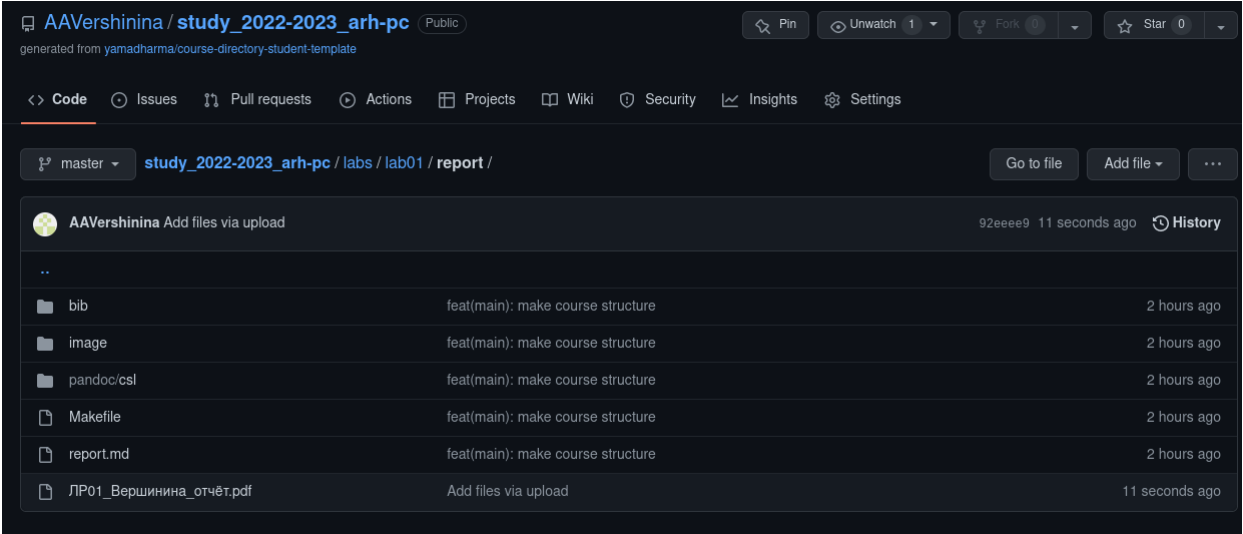 AAVershinina / study_2022-2023_arh-pc Public Pin Unwatch 1 Fork 0 Star 0
generated from yamadharma/course-directory-student-template
Code Issues Pull requests Actions Projects Wiki Security Insights Settings
master study_2022-2023_arh-pc / labs / lab01 / report / Go to file Add file ...
AAVershinina Add files via upload 92eeee9 11 seconds ago History
..
bib feat(main): make course structure 2 hours ago
image feat(main): make course structure 2 hours ago
pandoc/csl feat(main): make course structure 2 hours ago
Makefile feat(main): make course structure 2 hours ago
report.md feat(main): make course structure 2 hours ago
ЛР01_Вершинина_отчёт.pdf Add files via upload 11 seconds ago